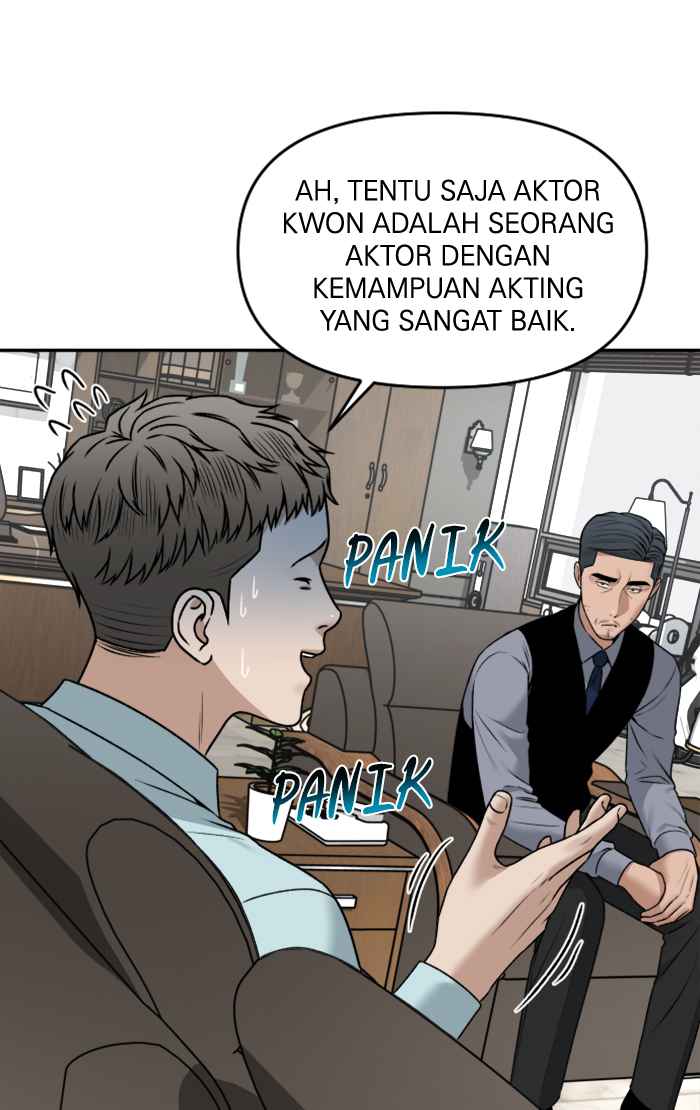 AH, TENTU SAJA AKTOR
KWON ADALAH SEORANG
AKTOR DENGAN
KEMAMPUAN AKTING
YANG SANGAT BAIK.
PANIK
PANIK